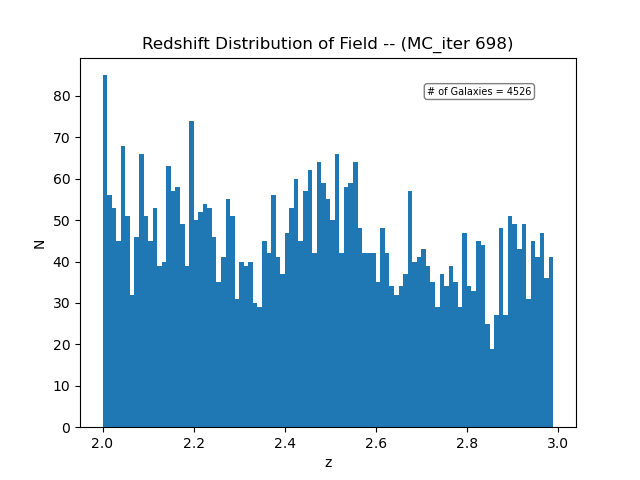 Redshift Distribution of Field -- (MC_iter 698)
# of Galaxies = 4526
80
70
60
50
40
30
20
10
0
N
2.0 2.2 2.4 2.6 2.8 3.0
z